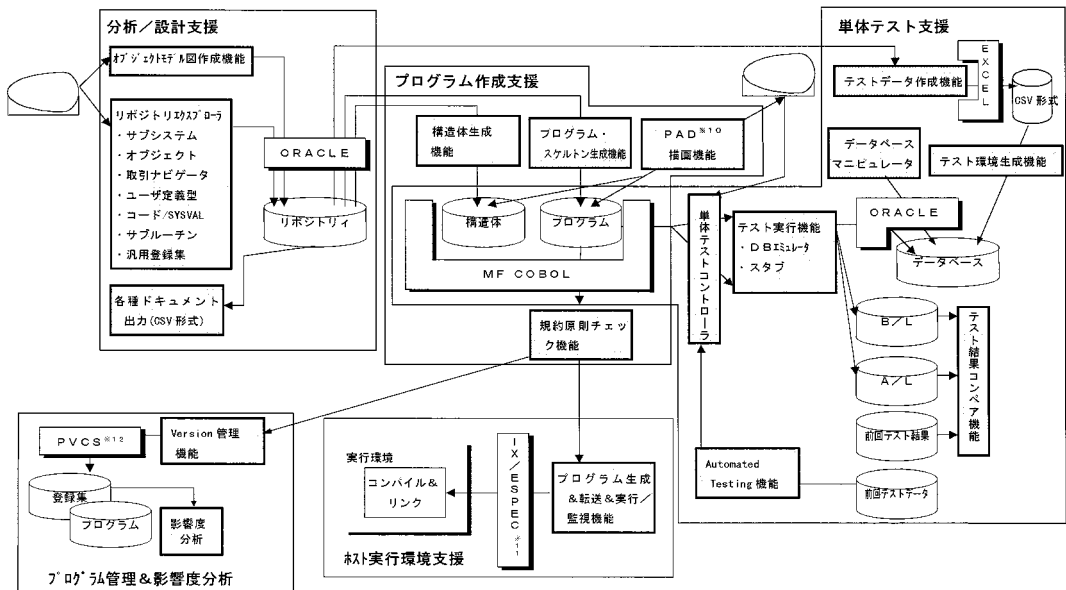 分析／設計支援
ｵﾌﾞｼﾞｪｸﾄﾓﾃﾞﾙ図作成機能
ﾘﾎﾟｼﾞﾄﾘｴｸｽﾌﾟﾛｰﾗ
・サブシステム
・オブジェクト
・取引ナビゲータ
・ユーザ定義型
・コード/SYSVAL
・サブルーチン
・汎用登録集
ＯＲＡＣＬＥ
リポジトリィ
各種ドキュメント
出力(CSV形式)
プログラム作成支援
構造体生成
機能
プログラム・
スケルトン生成機能
ＰＡＤ※10
描画機能
構造体
プログラム
MF COBOL
規約原則チェッ
ク機能
単体テスト支援
テストデータ作成機能
ＥＸＣＥＬ
CSV形式
データベース
マニピュレータ
テスト環境生成機能
単体テストコントローラ
テスト実行機能
・ＤＢｴﾐｭﾚｰﾀ
・スタブ
ＯＲＡＣＬＥ
データベース
Ｂ／Ｌ
Ａ／Ｌ
前回テスト結果
前回ﾃｽﾄﾃﾞｰﾀ
テスト結果コンペア機能
Automated
Testing機能
ＰＶＣＳ※12
Version管理
機能
登録集
プログラム
影響度
分析
ﾌﾟﾛｸﾞﾗﾑ管理＆影響度分析
実行環境
コンパイル＆
リンク
ＩＸ／ＥＳＰＥＣ※11
プログラム生成
＆転送＆実行／
監視機能
ﾎｽﾄ実行環境支援